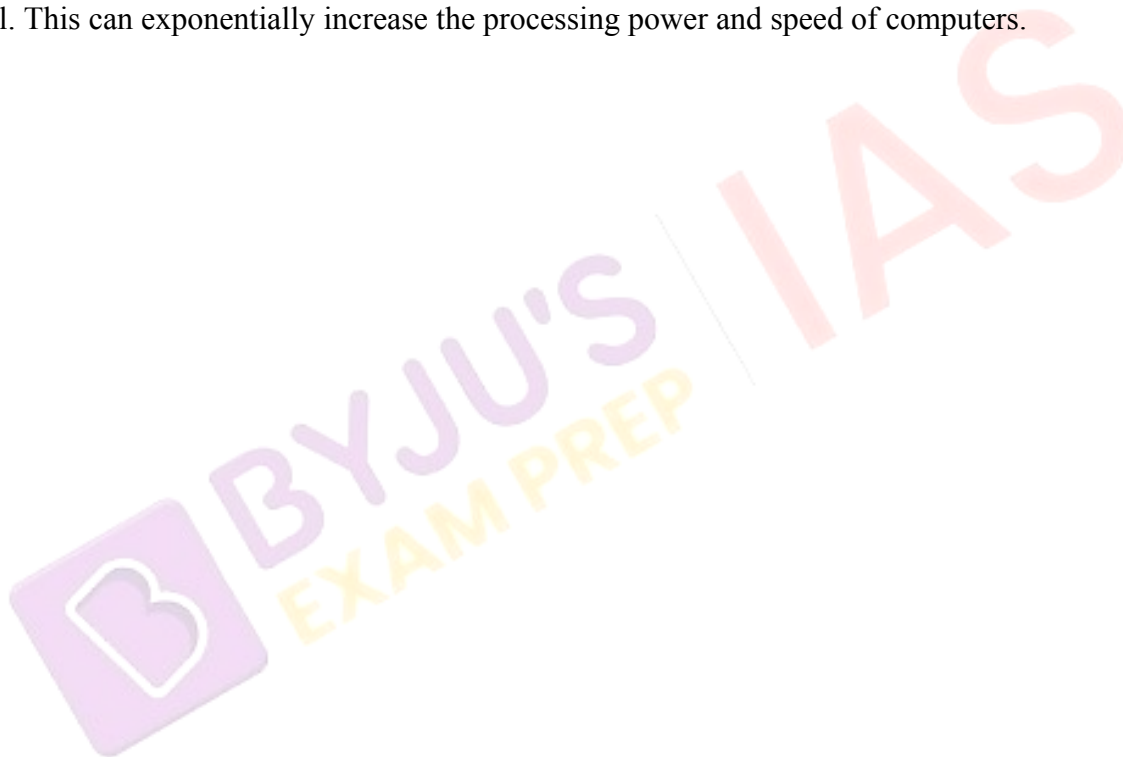 l. This can exponentially increase the processing power and speed of computers.
IAS
BYJU'S
EXAM PREP
B